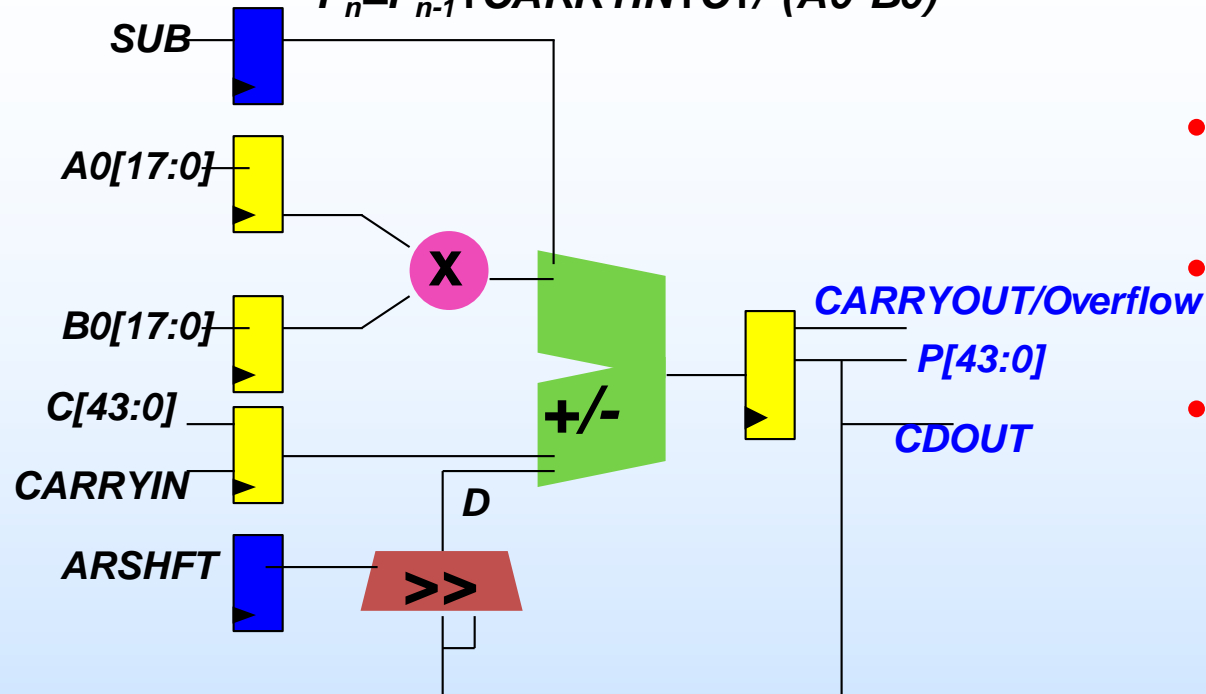 SUB
A0[17:0]
X
B0[17:0]
CARRYOUT/Overflow
P[43:0]
C[43:0]
+/-
CDOUT
CARRYIN
D
ARSHFT
>>